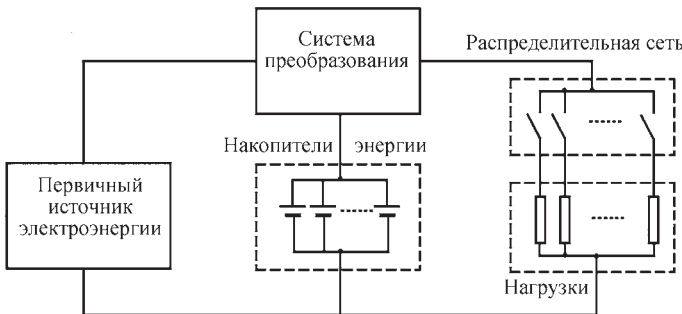 Система
преобразования
Распределительная сеть
Накопители энергии
Первичный
источник
электроэнергии
Нагрузки